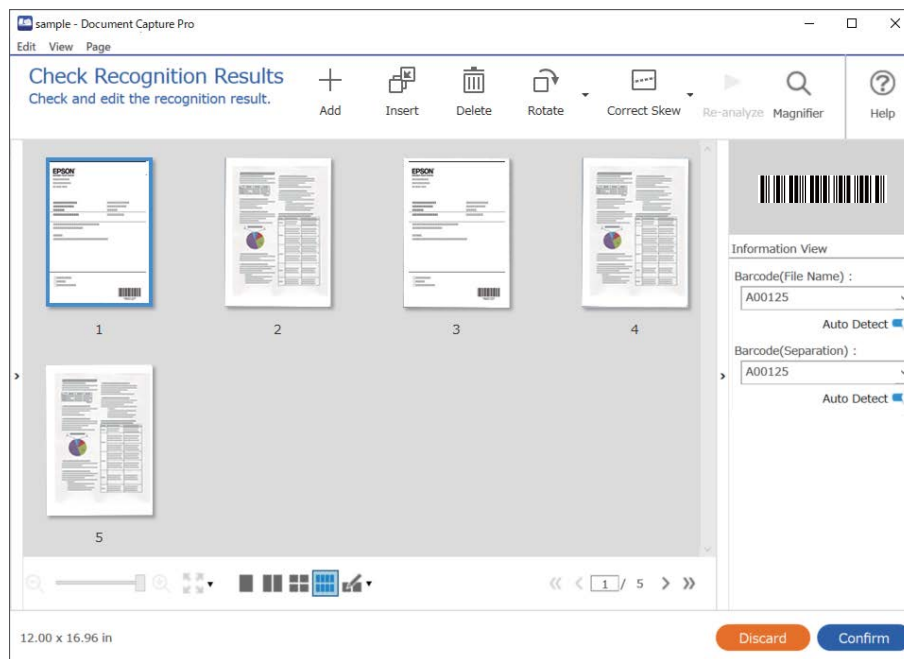 sample - Document Capture Pro
Edit View Page
Check Recognition Results
Check and edit the recognition result.
Add
Insert
Delete
Rotate
Correct Skew
Re-analyze
Magnifier
Help
EPSON
1
2
EPSON
3
4
5
Information View
Barcode(File Name) :
A00125
Auto Detect
Barcode(Separation) :
A00125
Auto Detect
1 / 5
12.00 x 16.96 in
Discard
Confirm